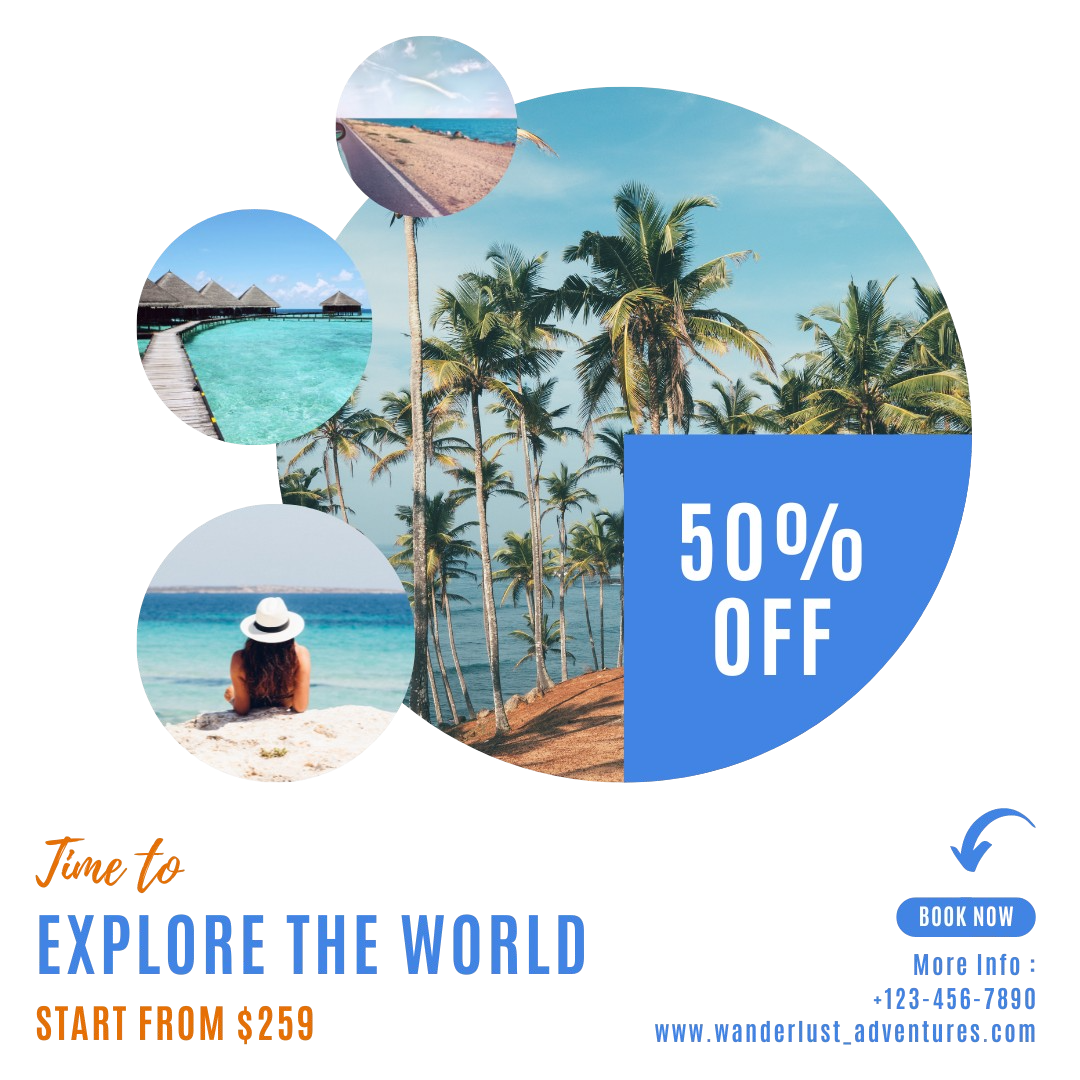 50%
OFF
Time to
EXPLORE THE WORLD
START FROM $259
BOOK NOW
More Info :
+123-456-7890
www.wanderlust_adventures.com